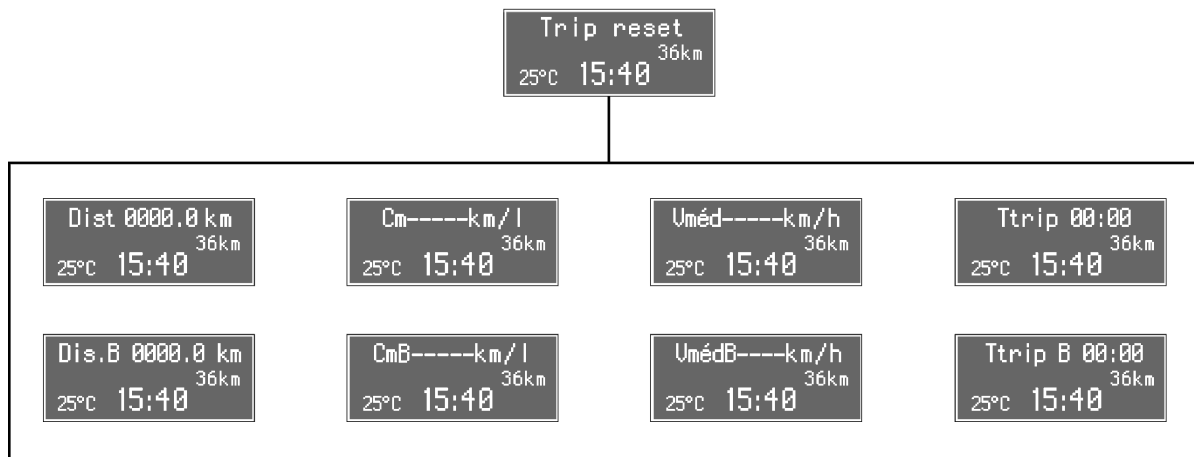 Trip reset
36km
25°C 15:40
Dist 0000.0 km
36km
25°C 15:40
Cm-----km/l
36km
25°C 15:40
Vméd-----km/h
36km
25°C 15:40
Ttrip 00:00
36km
25°C 15:40
Dis.B 0000.0 km
36km
25°C 15:40
CmB-----km/l
36km
25°C 15:40
VmédB----km/h
36km
25°C 15:40
Ttrip B 00:00
36km
25°C 15:40